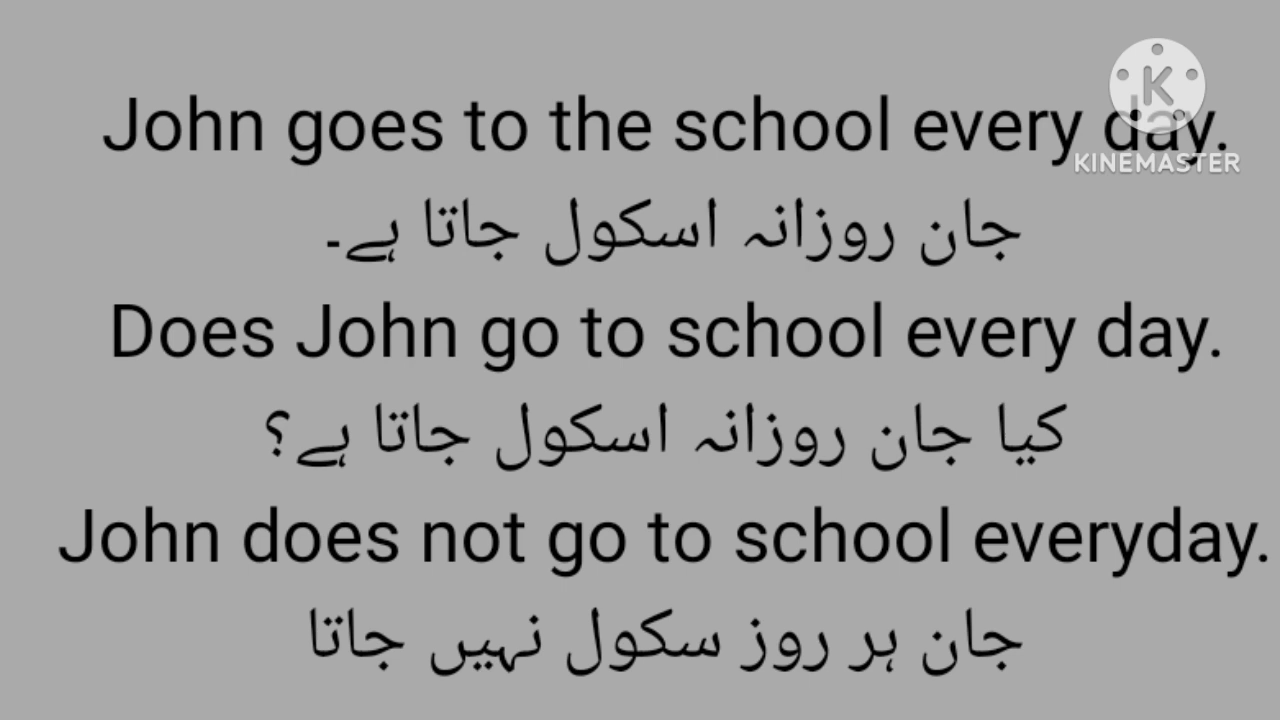 John goes to the school every day.
KINEMASTER
جان روزانہ اسکول جاتا ہے۔
Does John go to school every day.
کیا جان روزانہ اسکول جاتا ہے؟
John does not go to school everyday.
جان ہر روز سکول نہیں جاتا